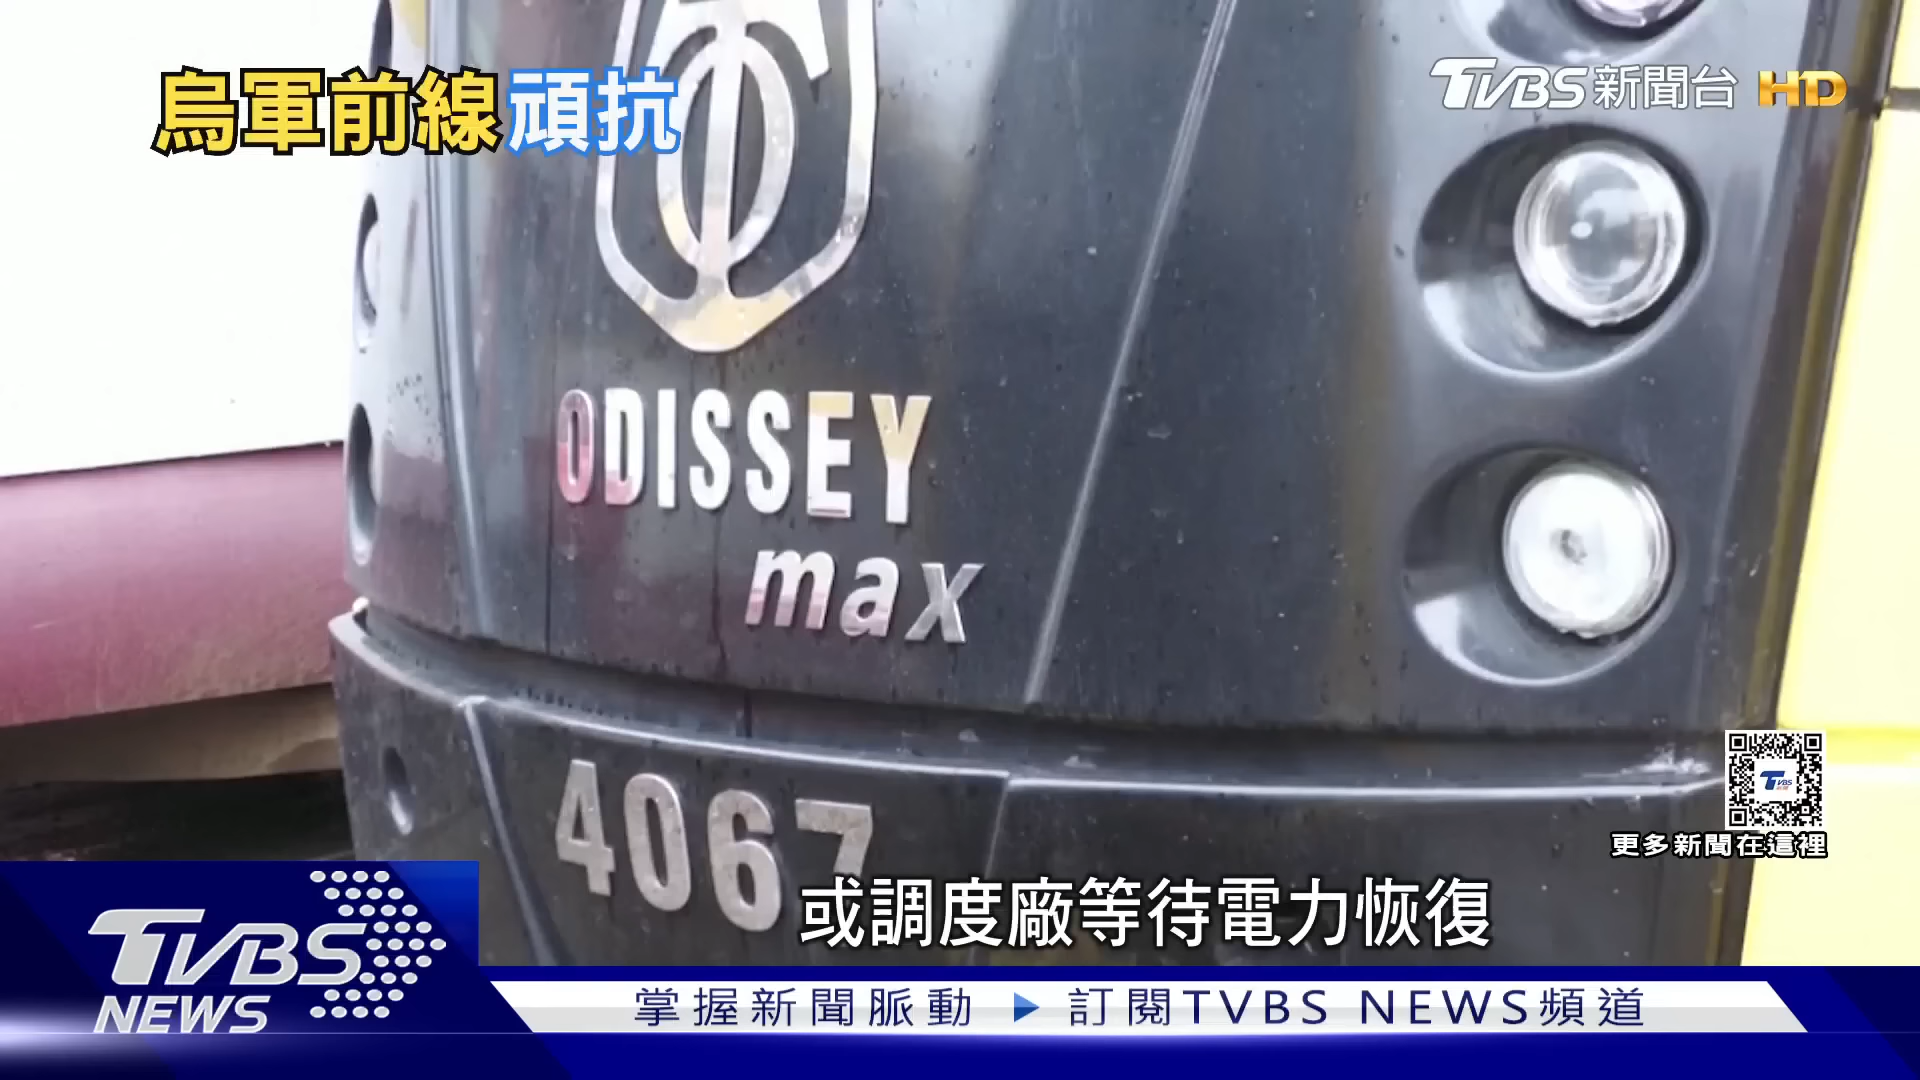 烏軍前線頑抗
TVBS新聞台 HD
ODISSEY
max
4067
TVBS
更多新聞在這裡
或調度廠等待電力恢復
TVBS
NEWS
掌握新聞脈動 ▶ 訂閱TVBS NEWS頻道